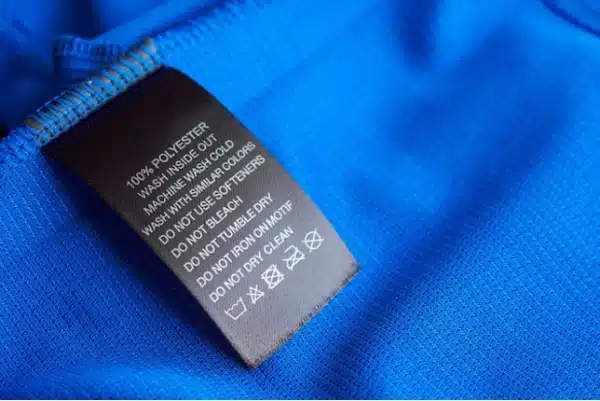 100% POLYESTER
WASH INSIDE OUT
MACHINE WASH COLD
WASH WITH SIMILAR COLORS
DO NOT USE SOFTENERS
DO NOT BLEACH
DO NOT TUMBLE DRY
DO NOT IRON ON MOTIF
DO NOT DRY CLEAN